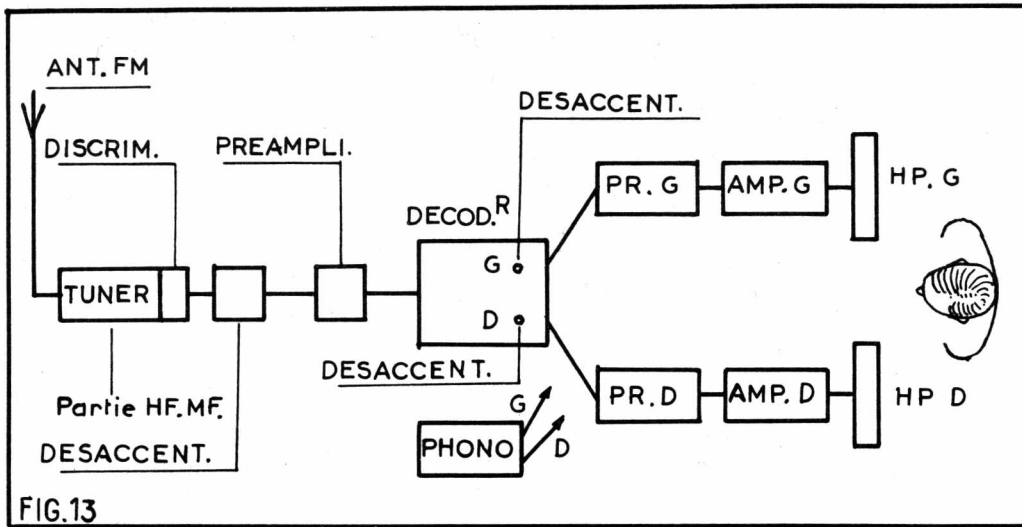 ANT. FM
DESACCENT.
DISCRIM.
PREAMPLI.
PR. G
AMP. G
HP. G
DECOD.R
G
TUNER
D
DESACCENT.
Partie HF. MF.
G
PR. D
AMP. D
HP D
DESACCENT.
PHONO
D
FIG.13